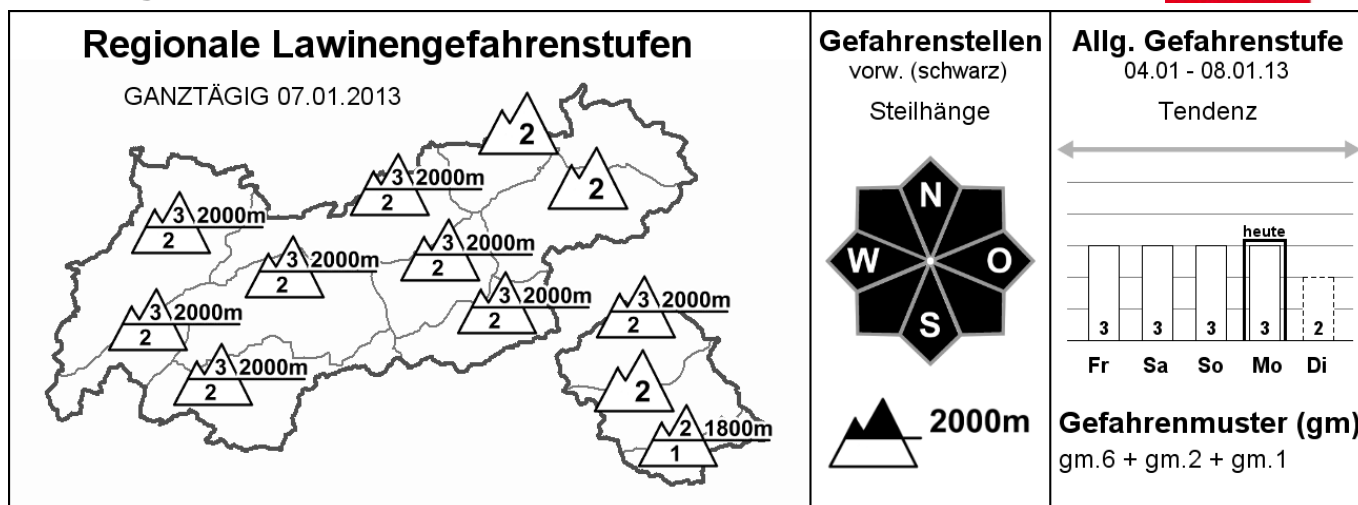 Regionale Lawinengefahrenstufen
GANZTÄGIG 07.01.2013
2
2
3 2000m
2
3 2000m
2
3 2000m
2
3 2000m
2
3 2000m
2
3 2000m
2
3 2000m
2
3 2000m
2
2
2 1800m
1
Gefahrenstellen
vorw. (schwarz)
Steilhänge
N
W O
S
2000m
Allg. Gefahrenstufe
04.01 - 08.01.13
Tendenz
heute
3 3 3 3 2
Fr Sa So Mo Di
Gefahrenmuster (gm)
gm.6 + gm.2 + gm.1